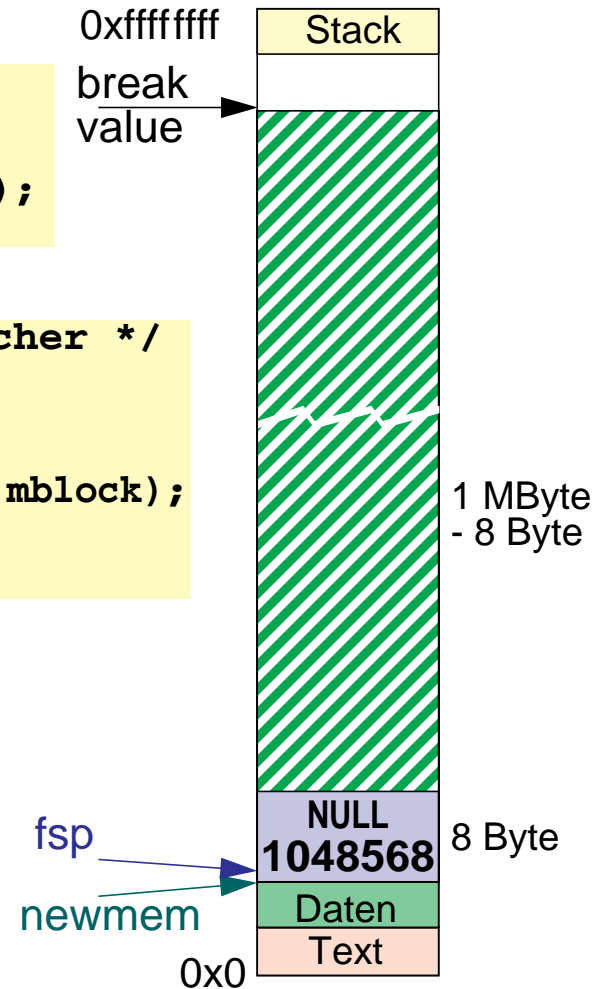 0xffffffff
Stack
break
value
);
cher */
mblock);
1 MByte
- 8 Byte
NULL
1048568
8 Byte
fsp
newmem
Daten
Text
0x0